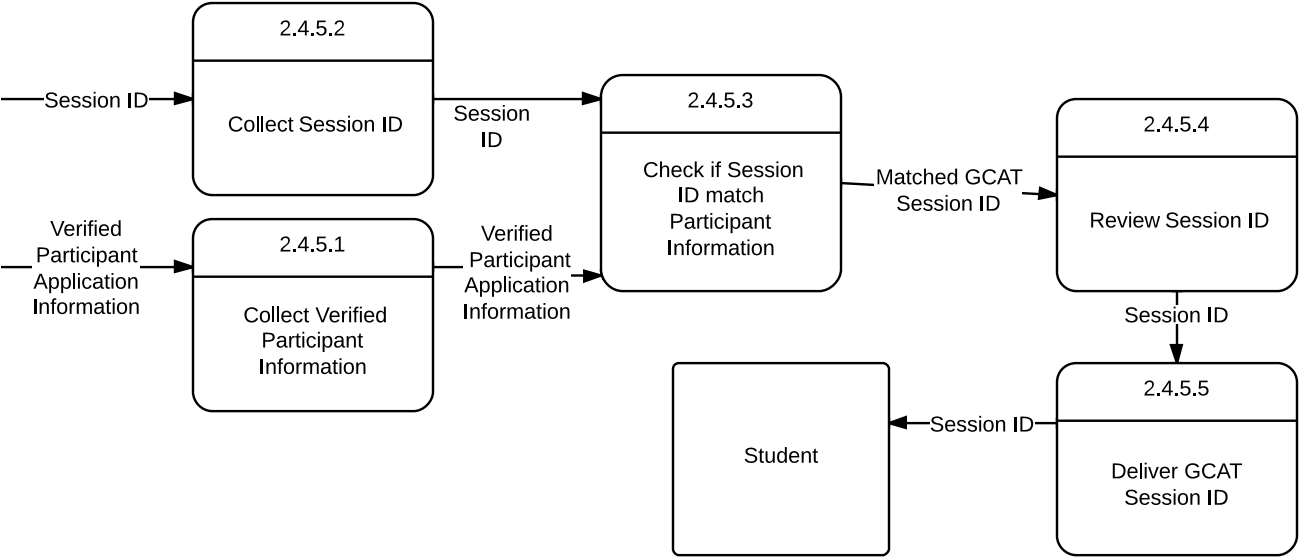 2.4.5.2
Session ID
Collect Session ID
Session
ID
2.4.5.3
Check if Session
ID match
Participant
Information
2.4.5.4
Matched GCAT
Session ID
Review Session ID
Verified
Participant
Application
Information
2.4.5.1
Collect Verified
Participant
Information
Verified
Participant
Application
Information
Session ID
2.4.5.5
Deliver GCAT
Session ID
Session ID
Student